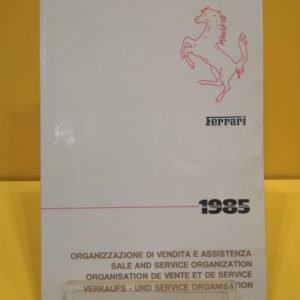 Ferrari
1985
ORGANIZZAZIONE DI VENDITA E ASSISTENZA
SALE AND SERVICE ORGANIZATION
ORGANISATION DE VENTE ET DE SERVICE
VERKAUFS - UND SERVICE ORGANISATION